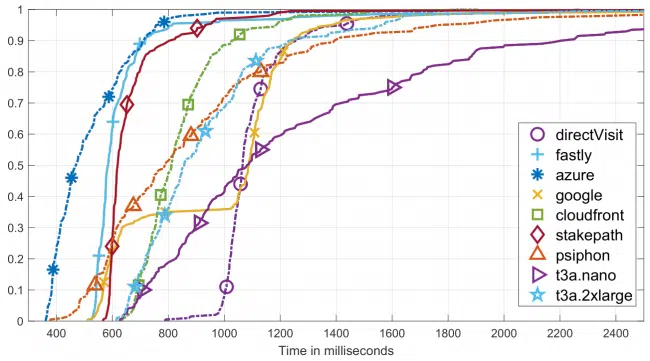 1
0.9
0.8
0.7
0.6
0.5
0.4
0.3
0.2
0.1
0
directVisit
fastly
azure
google
cloudfront
stakepath
psiphon
t3a.nano
t3a.2xlarge
400 600 800 1000 1200 1400 1600 1800 2000 2200 2400
Time in milliseconds